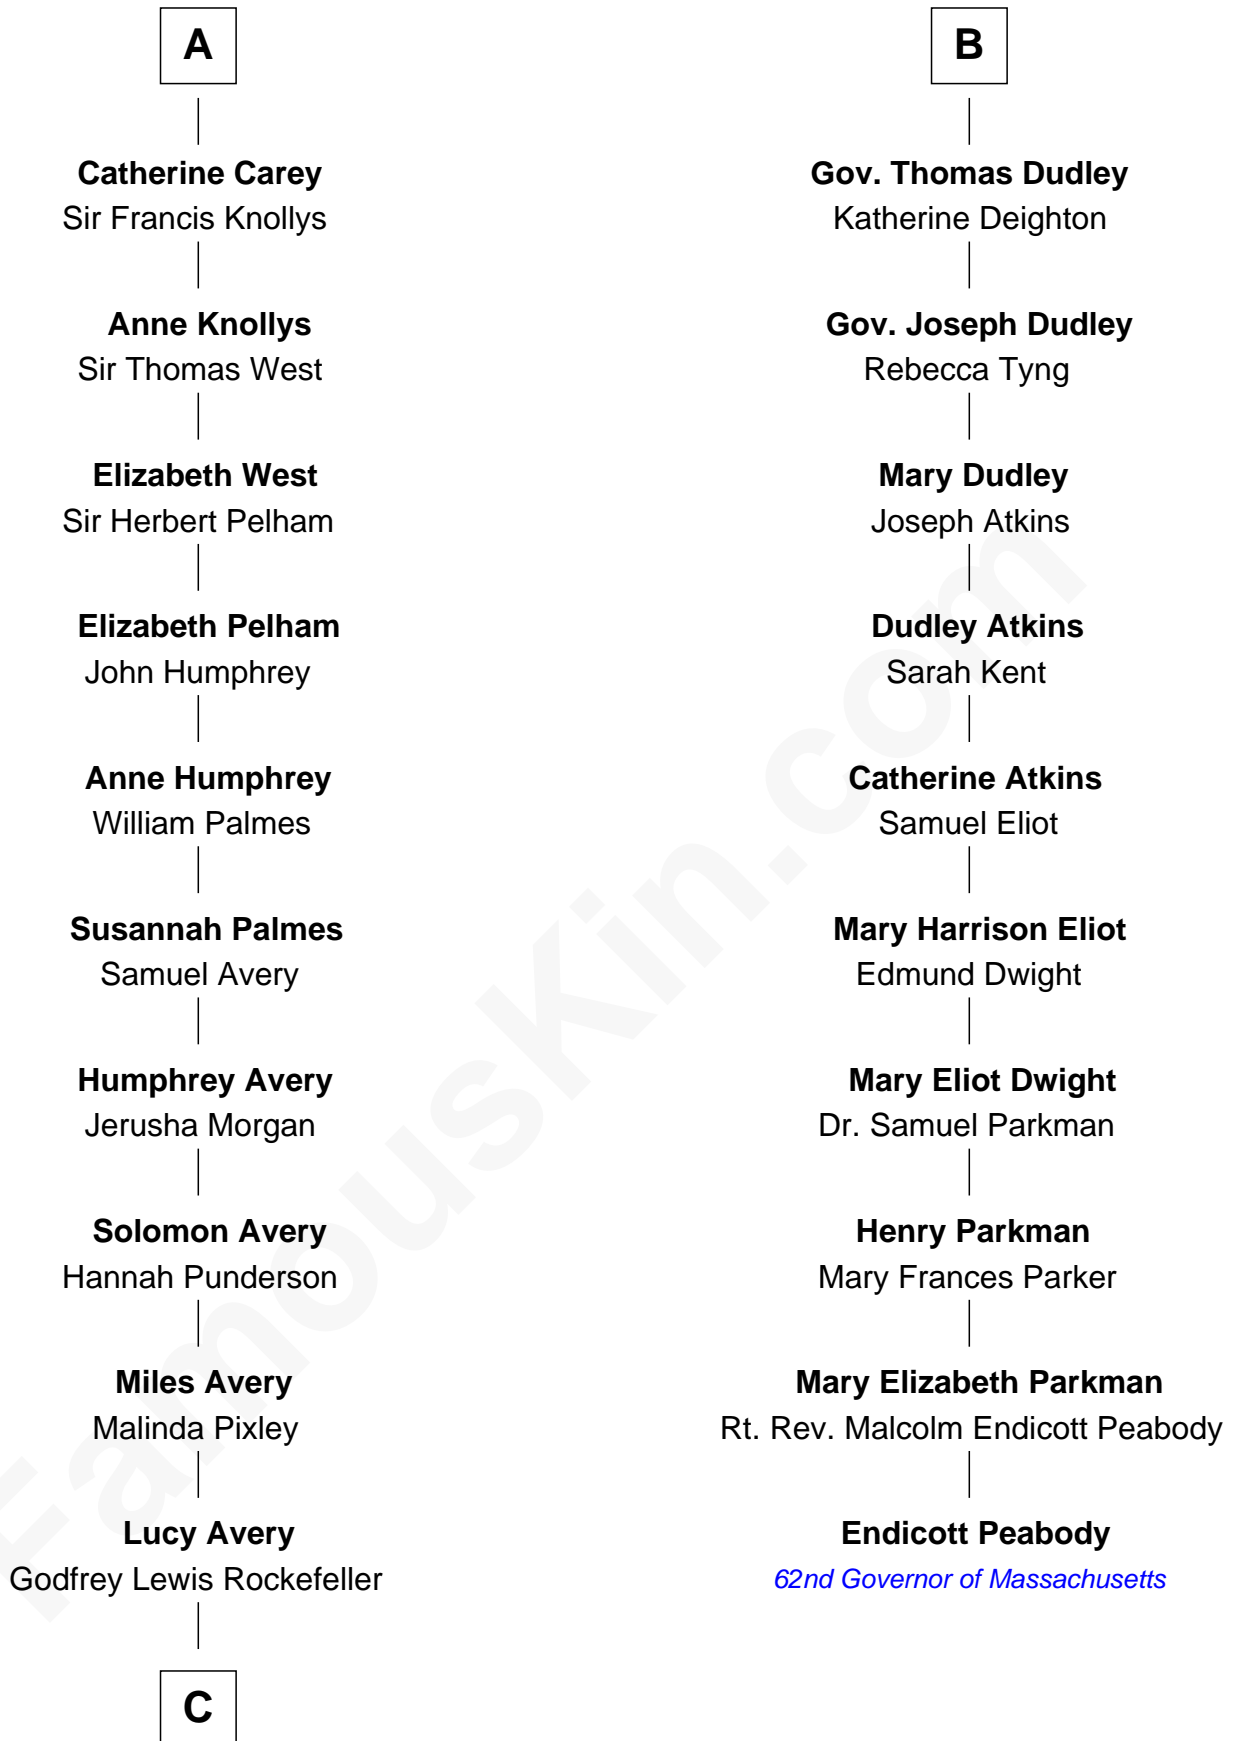 A
Catherine Carey
Sir Francis Knollys
Anne Knollys
Sir Thomas West
Elizabeth West
Sir Herbert Pelham
Elizabeth Pelham
John Humphrey
Anne Humphrey
William Palmes
Susannah Palmes
Samuel Avery
Humphrey Avery
Jerusha Morgan
Solomon Avery
Hannah Punderson
Miles Avery
Malinda Pixley
Lucy Avery
Godfrey Lewis Rockefeller
C
B
Gov. Thomas Dudley
Katherine Deighton
Gov. Joseph Dudley
Rebecca Tyng
Mary Dudley
Joseph Atkins
Dudley Atkins
Sarah Kent
Catherine Atkins
Samuel Eliot
Mary Harrison Eliot
Edmund Dwight
Mary Eliot Dwight
Dr. Samuel Parkman
Henry Parkman
Mary Frances Parker
Mary Elizabeth Parkman
Rt. Rev. Malcolm Endicott Peabody
Endicott Peabody
62nd Governor of Massachusetts
FamousKin.com